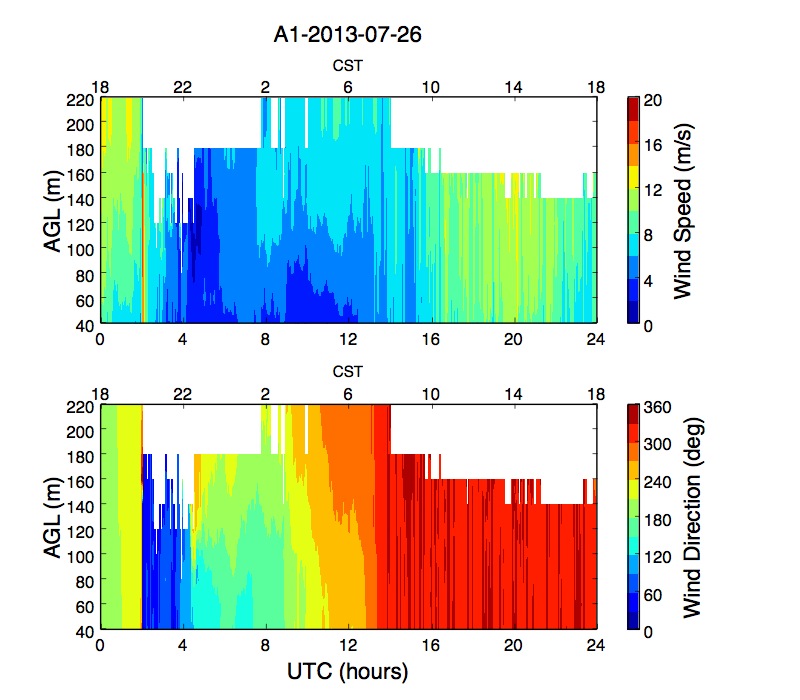 A1-2013-07-26
CST
18 22 2 6 10 14 18
220
200
180
160
140
120
100
80
60
40
AGL (m)
0 4 8 12 16 20 24
20
16
12
8
4
0
Wind Speed (m/s)
CST
18 22 2 6 10 14 18
220
200
180
160
140
120
100
80
60
40
AGL (m)
0 4 8 12 16 20 24
UTC (hours)
360
300
240
180
120
60
0
Wind Direction (deg)